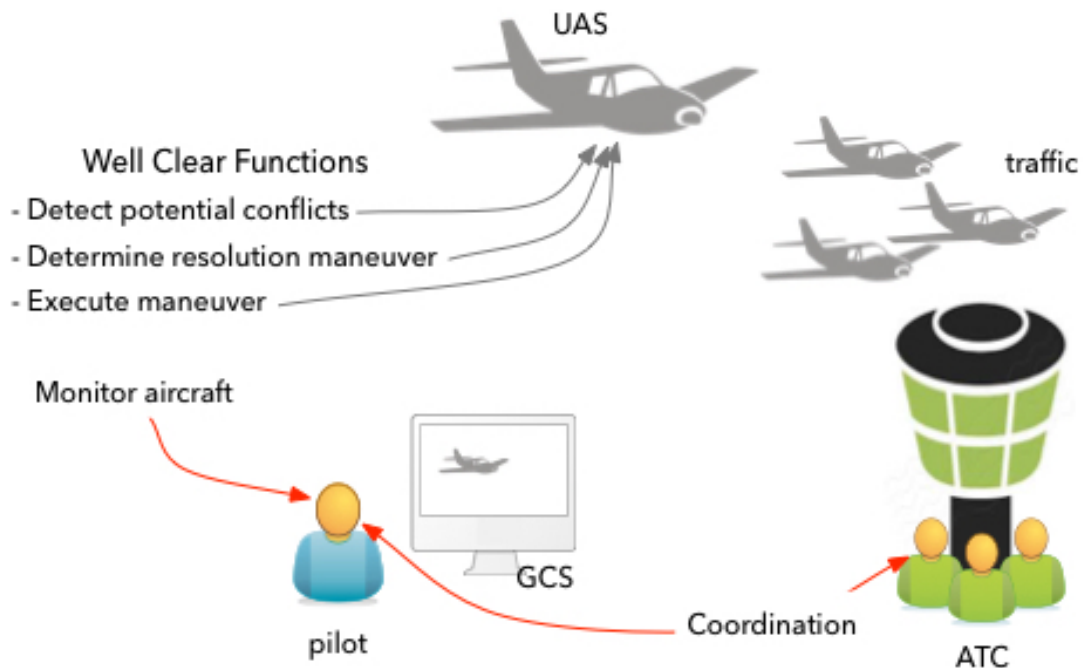 UAS
traffic
Well Clear Functions
- Detect potential conflicts
- Determine resolution maneuver
- Execute maneuver
Monitor aircraft
GCS
Coordination
pilot
ATC